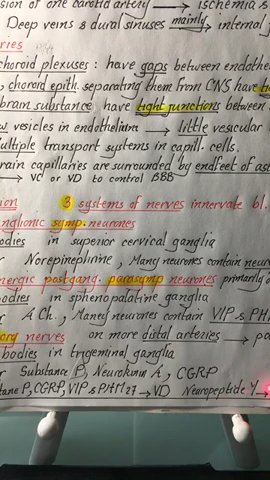 sion of one carotid artery → ischemia &
Deep veins & dural sinuses mainly→ internal j
ries
choroid plexuses : have gaps between endothe
, choroid epith. separating them from CNS have ti
brain substance have tight junctions between
w vesicles in endothelium → little vesicular
ultiple transport systems in capill. cells.
rain capillaries are surrounded by endfeet of as
→ VC or VD to control BBB
ion 3 systems of nerves innervate bl.
nglionic symp. neurones
odies in superior cervical ganglia
r Norepinephrine, Many neurones contain neur
nergic postgang. parasymp neurones primarily o
odies in sphenopalatine ganglia
r A Ch., Many neurones contain VIP & PH
ory nerves on more distal arteries → pa
bodies in trigeminal ganglia
r Substance P, Neurokinin A, CGRP
tane P, CGRP, VIP & PHM27 → VD Neuropeptide Y →